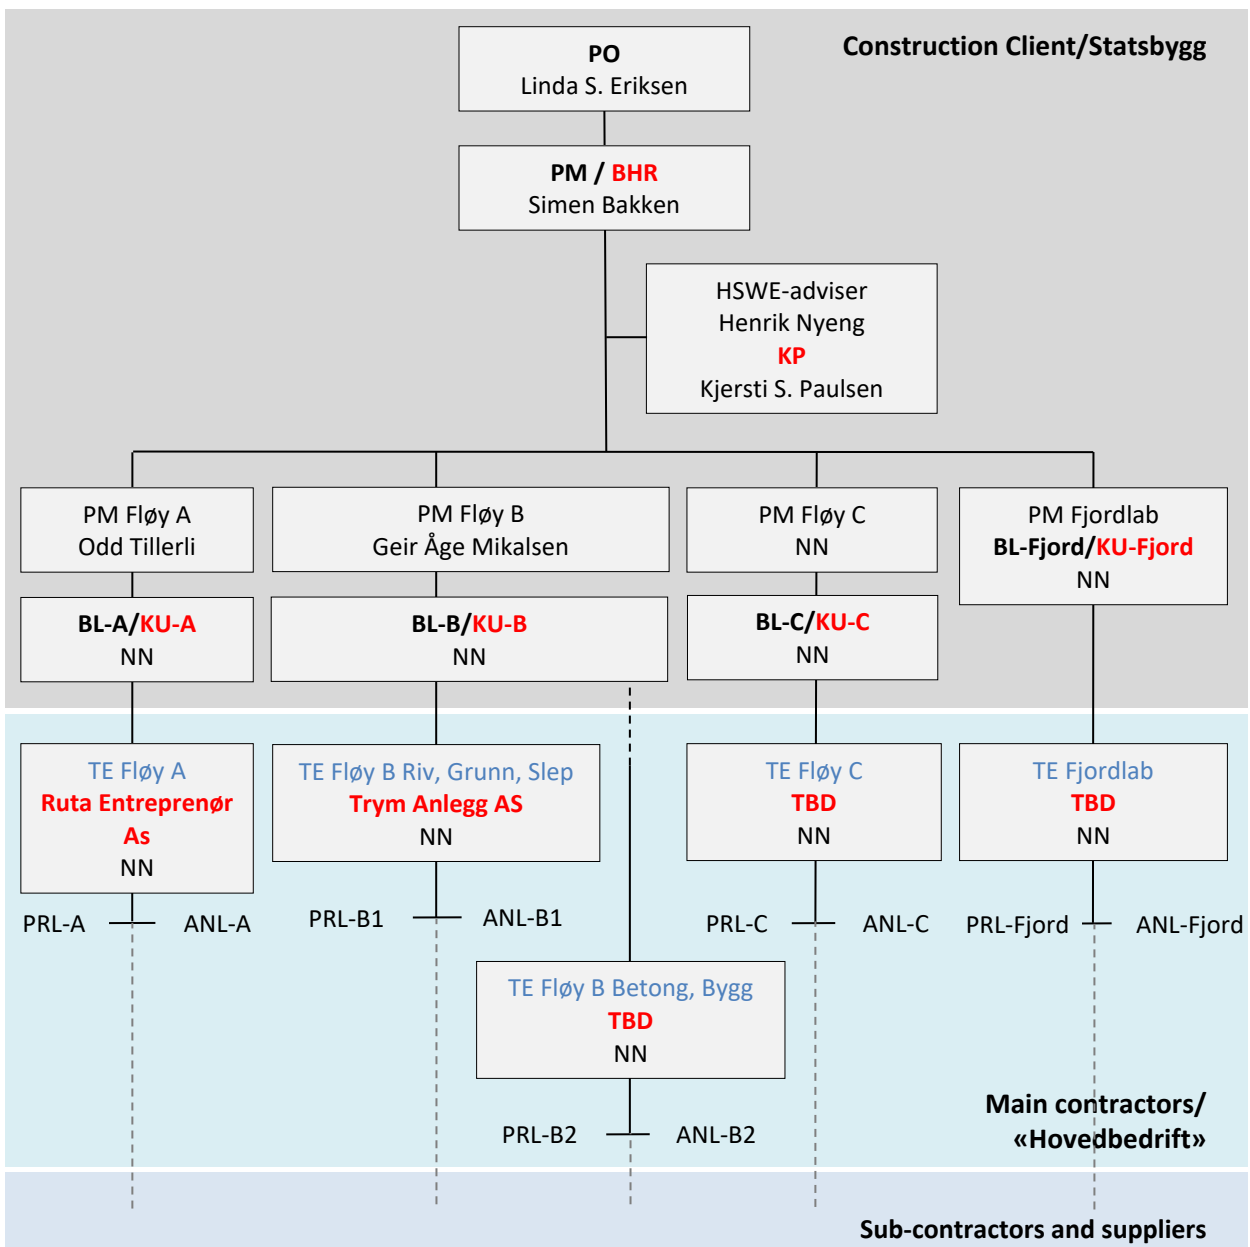 Construction Client/Statsbygg
PO
Linda S. Eriksen
PM / BHR
Simen Bakken
HSWE-adviser
Henrik Nyeng
KP
Kjersti S. Paulsen
PM Fløy A
Odd Tillerli
PM Fløy B
Geir Åge Mikalsen
PM Fløy C
NN
PM Fjordlab
BL-Fjord/KU-Fjord
NN
BL-A/KU-A
NN
BL-B/KU-B
NN
BL-C/KU-C
NN
TE Fløy A
Ruta Entreprenør
As
NN
TE Fløy B Riv, Grunn, Slep
Trym Anlegg AS
NN
TE Fløy C
TBD
NN
TE Fjordlab
TBD
NN
PRL-A
ANL-A
PRL-B1
ANL-B1
PRL-C
ANL-C
PRL-Fjord
ANL-Fjord
TE Fløy B Betong, Bygg
TBD
NN
PRL-B2
ANL-B2
Main contractors/
«Hovedbedrift»
Sub-contractors and suppliers